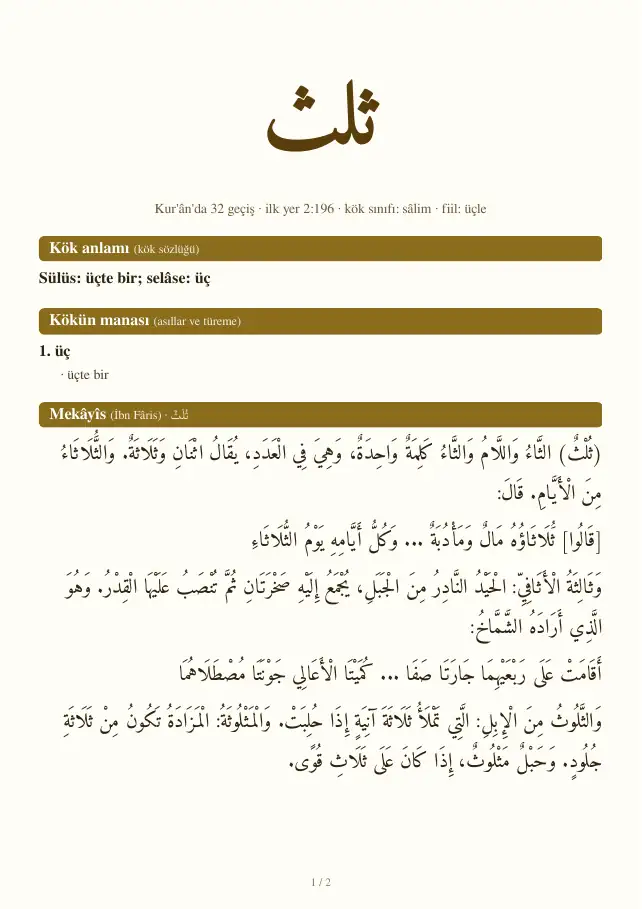 ثلث
Kur'ân'da 32 geçiş · ilk yer 2:196 · kök sınıfı: sâlim · fiil: üçle
Kök anlamı (kök sözlüğü)
Sülüs: üçte bir; selâse: üç
Kökün manası (asıllar ve türeme)
1. üç
· üçte bir
Mekâyîs (İbn Fâris) · ثُلْثٌ
(ثُلْثٌ) الثَّاءُ وَاللَّامُ وَالثَّاءُ كَلِمَةٌ وَاحِدَةٌ، وَهِيَ فِي الْعَدَدِ، يُقَالُ اثْنَانِ وَثَلَاثَةٌ. وَالثُّلَاثَاءُ
مِنَ الْأَيَّامِ. قَالَ:
[قَالُوا] ثُلَاثَاؤُهُ مَالٌ وَمَأْدُبَةٌ ... وَكُلُّ أَيَّامِهِ يَوْمُ الثُّلَاثَاءِ
وَثَالِثَةُ الْأَثَافِيِّ: الْحَيْدُ النَّادِرُ مِنَ الْجَبَلِ، يُجْمَعُ إِلَيْهِ صَخْرَتَانِ ثُمَّ تُنْصَبُ عَلَيْهَا الْقِدْرُ. وَهُوَ
الَّذِي أَرَادَهُ الشَّمَّاخُ:
أَقَامَتْ عَلَى رَبْعَيْهِمَا جَارَتَا صَفَا ... كُمَيْتَا الْأَعَالِي جَوْنَتَا مُصْطَلَاهُمَا
وَالثَّلُوثُ مِنَ الْإِبِلِ: الَّتِي تَمْلَأُ ثَلَاثَةَ آنِيَةٍ إِذَا حُلِبَتْ. وَالْمَثْلُوثَةُ: الْمَزَادَةُ تَكُونُ مِنْ ثَلَاثَةِ
جُلُودٍ. وَحَبْلٌ مَثْلُوثٌ، إِذَا كَانَ عَلَى ثَلَاثِ قُوًى.
1 / 2